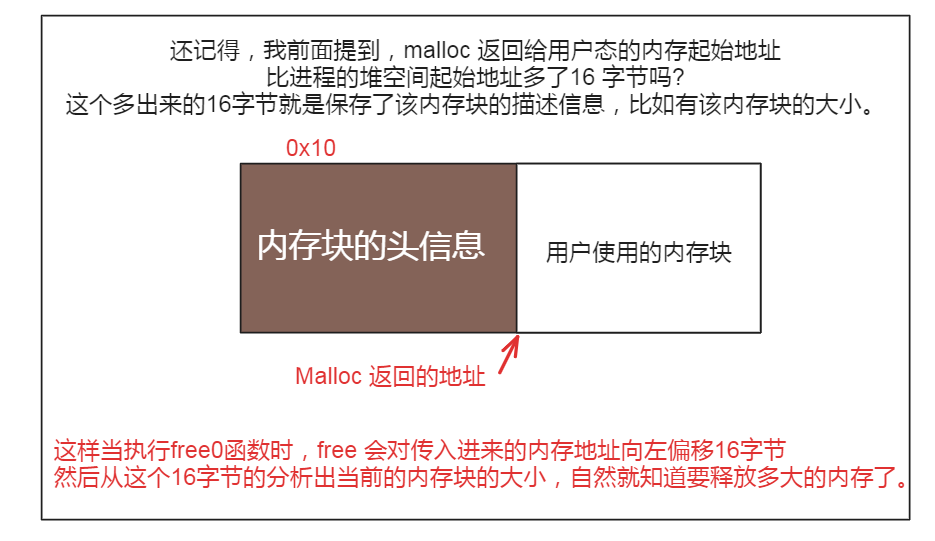 还记得，我前面提到，malloc 返回给用户态的内存起始地址
比进程的堆空间起始地址多了16 字节吗?
这个多出来的16字节就是保存了该内存块的描述信息，比如有该内存块的大小。
0x10
内存块的头信息
用户使用的内存块
Malloc 返回的地址
这样当执行free0函数时，free 会对传入进来的内存地址向左偏移16字节
然后从这个16字节的分析出当前的内存块的大小，自然就知道要释放多大的内存了。